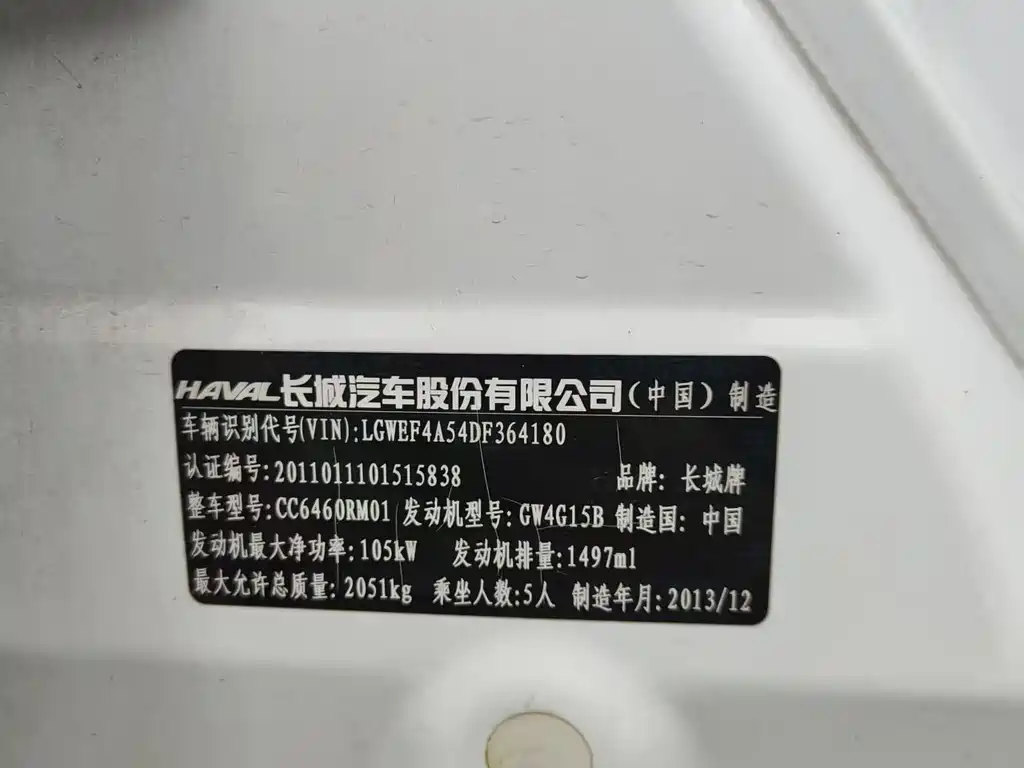 HAVAL长城汽车股份有限公司(中国)制造
车辆识别代号(VIN):LGWEF4A54DF364180
认证编号:2011011101515838 品牌:长城牌
整车型号:CC6460RM01 发动机型号:GW4G15B 制造国:中国
发动机最大净功率:105kW 发动机排量:1497ml
最大允许总质量:2051kg 乘坐人数:5人 制造年月:2013/12